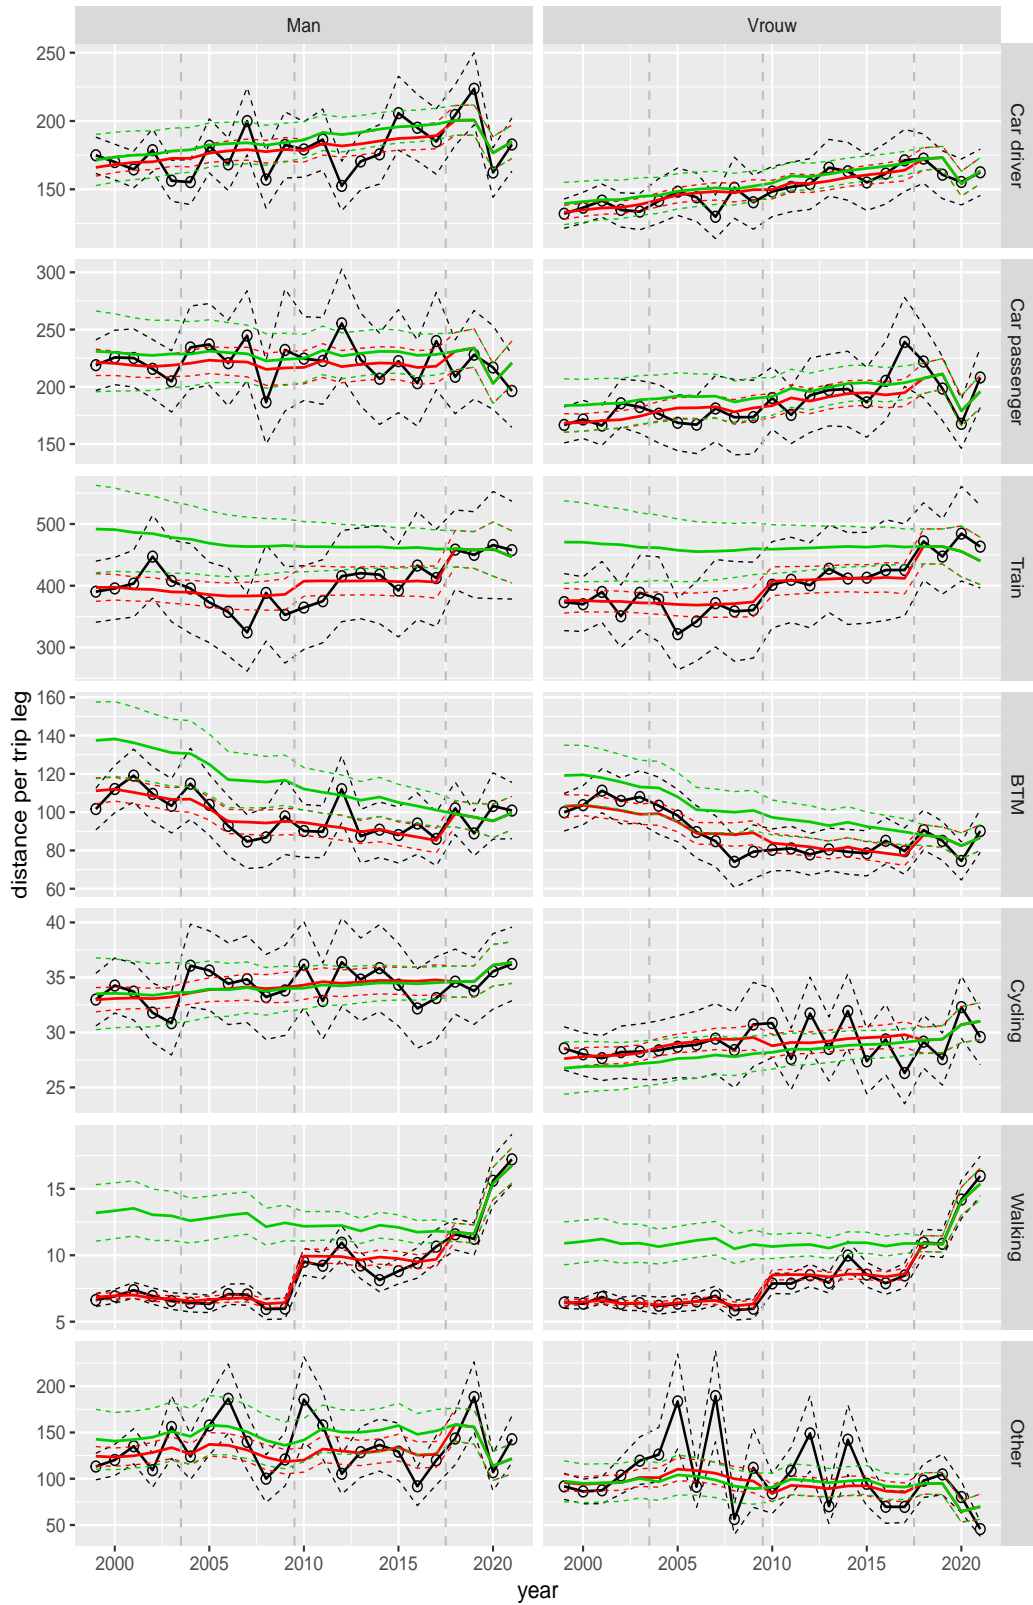 Man Vrouw
250
200
150
Car driver
300
250
200
150
Car passenger
500
400
300
Train
160
140
120
100
80
60
BTM
distance per trip leg
40
35
30
25
Cycling
15
10
5
Walking
200
150
100
50
Other
2000 2005 2010 2015 2020 2000 2005 2010 2015 2020
year